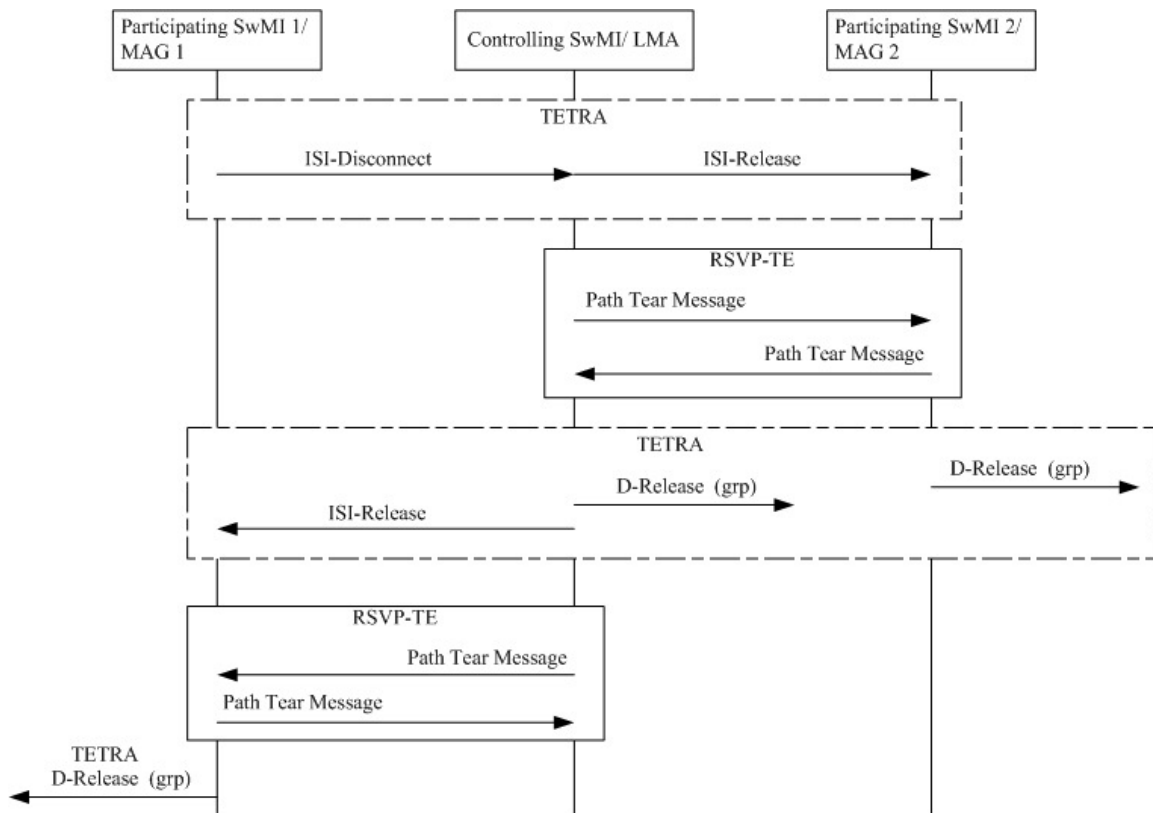 Participating SwMI 1/
MAG 1
Controlling SwMI/ LMA
Participating SwMI 2/
MAG 2
TETRA
ISI-Disconnect
ISI-Release
RSVP-TE
Path Tear Message
Path Tear Message
TETRA
D-Release (grp)
D-Release (grp)
ISI-Release
RSVP-TE
Path Tear Message
Path Tear Message
TETRA
D-Release (grp)